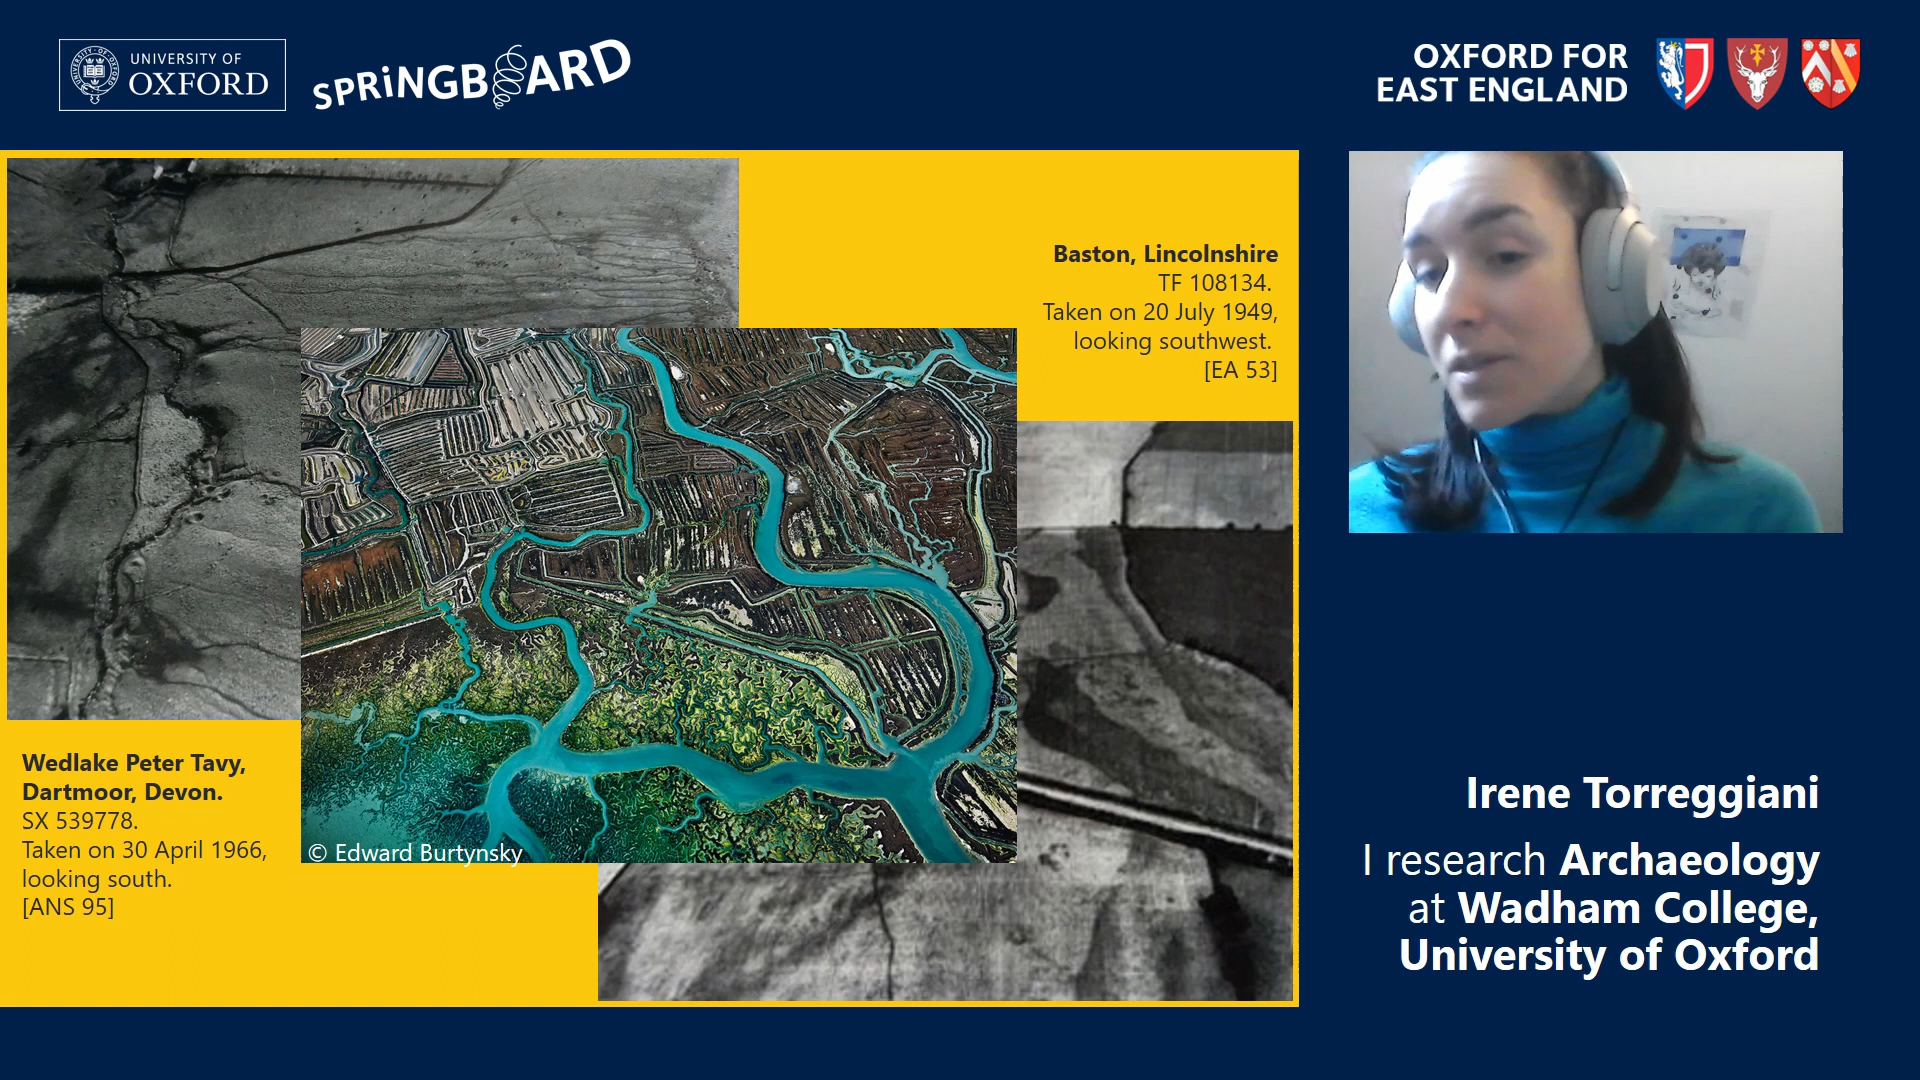 UNIVERSITY OF
OXFORD
SPRiNGBOARD
OXFORD FOR
EAST ENGLAND
Baston, Lincolnshire
TF 108134.
Taken on 20 July 1949,
looking southwest.
[EA 53]
© Edward Burtynsky
Wedlake Peter Tavy,
Dartmoor, Devon.
SX 539778.
Taken on 30 April 1966,
looking south.
[ANS 95]
Irene Torreggiani
I research Archaeology
at Wadham College,
University of Oxford